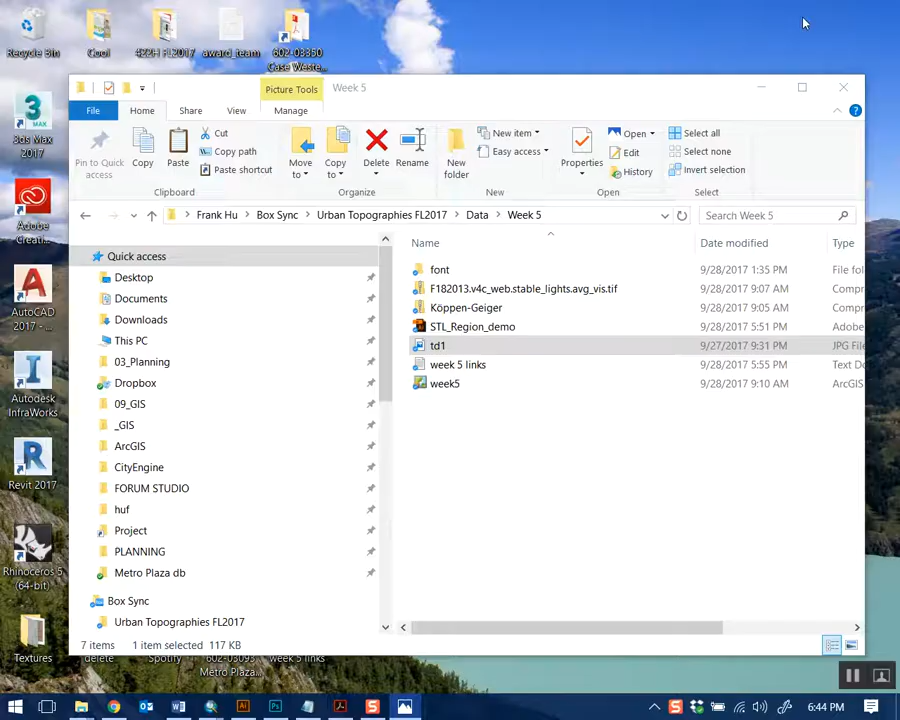 Recycle Bin
Cool
422H FL2017
award_team
602-03350
Case Weste...
3ds Max
2017
Adobe
Creati...
AutoCAD
2017 - ...
Autodesk
InfraWorks
Revit 2017
Rhinoceros 5
(64-bit)
Textures
Picture Tools
Week 5
File
Home
Share
View
Manage
Pin to Quick
access
Copy
Paste
Cut
Copy path
Paste shortcut
Clipboard
Move
to
Copy
to
Delete
Rename
Organize
New
folder
New item
Easy access
New
Properties
Open
Edit
History
Open
Select all
Select none
Invert selection
Select
Frank Hu > Box Sync > Urban Topographies FL2017 > Data > Week 5
Search Week 5
Quick access
Desktop
Documents
Downloads
This PC
03_Planning
Dropbox
09_GIS
_GIS
ArcGIS
CityEngine
FORUM STUDIO
huf
Project
PLANNING
Metro Plaza db
Box Sync
Urban Topographies FL2017
Name Date modified Type
font 9/28/2017 1:35 PM File fol
F182013.v4c_web.stable_lights.avg_vis.tif 9/28/2017 9:07 AM Compr
Köppen-Geiger 9/28/2017 9:05 AM Compr
STL_Region_demo 9/28/2017 5:51 PM Adobe
td1 9/27/2017 9:31 PM JPG File
week 5 links 9/28/2017 5:55 PM Text Do
week5 9/28/2017 9:10 AM ArcGIS
7 items 1 item selected 117 KB
delete
Spotify
602-03093
Metro Plaza...
week 5 links
6:44 PM